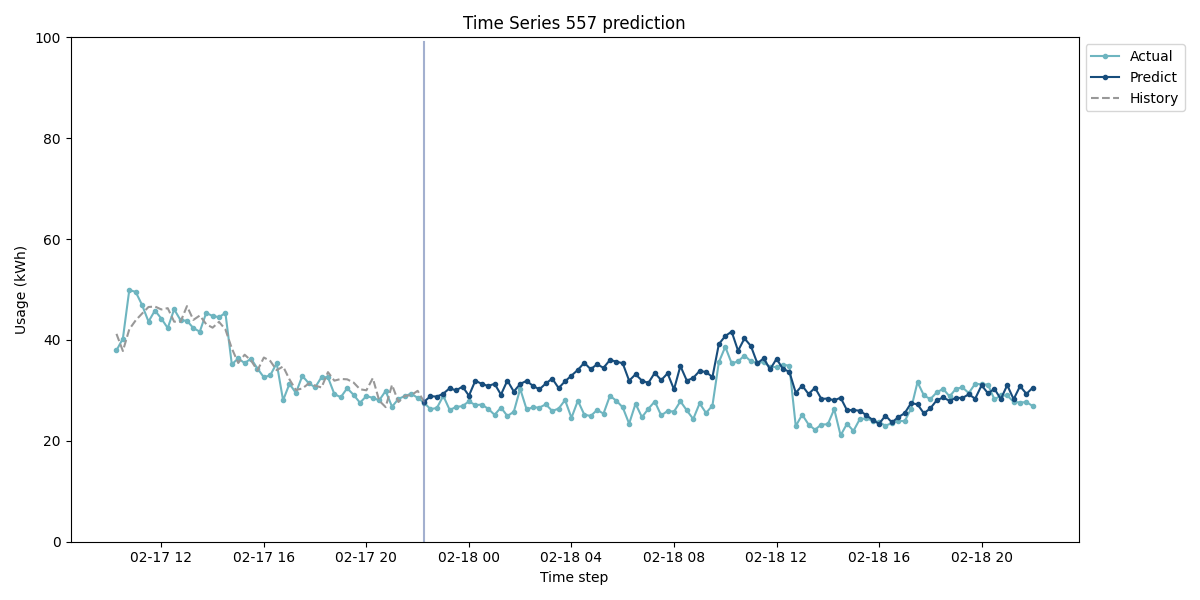 Time Series 557 prediction
100
80
60
40
20
0
Usage (kWh)
02-17 12
02-17 16
02-17 20
02-18 00
02-18 04
02-18 08
02-18 12
02-18 16
02-18 20
Time step
Actual
Predict
History